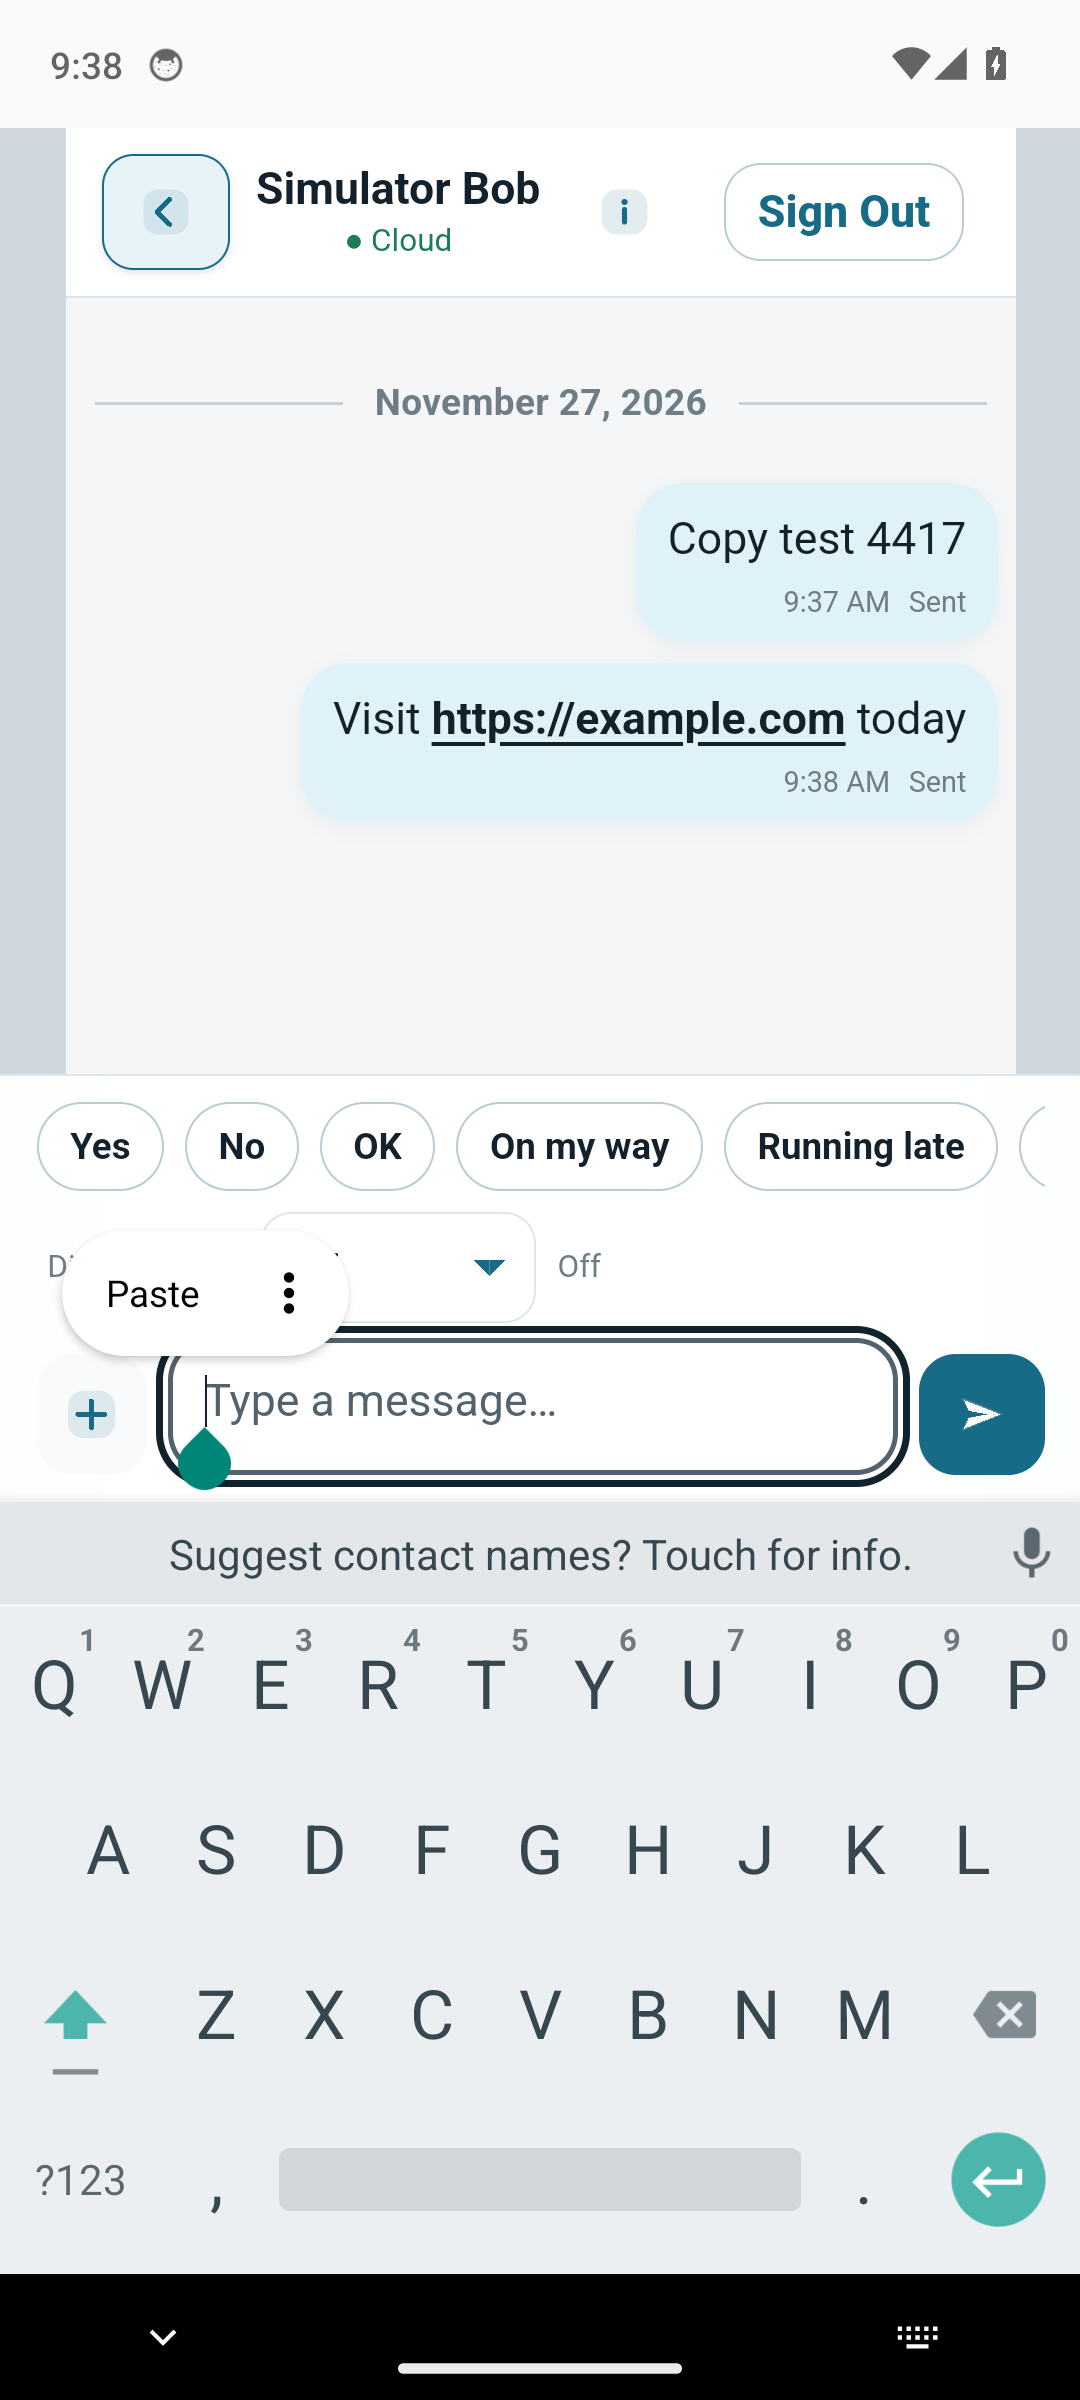 9:38
Simulator Bob
Cloud
Sign Out
November 27, 2026
Copy test 4417
9:37 AM Sent
Visit https://example.com today
9:38 AM Sent
Yes
No
OK
On my way
Running late
Off
Paste
Type a message…
Suggest contact names? Touch for info.
1 2 3 4 5 6 7 8 9 0
Q W E R T Y U I O P
A S D F G H J K L
Z X C V B N M
?123 , .